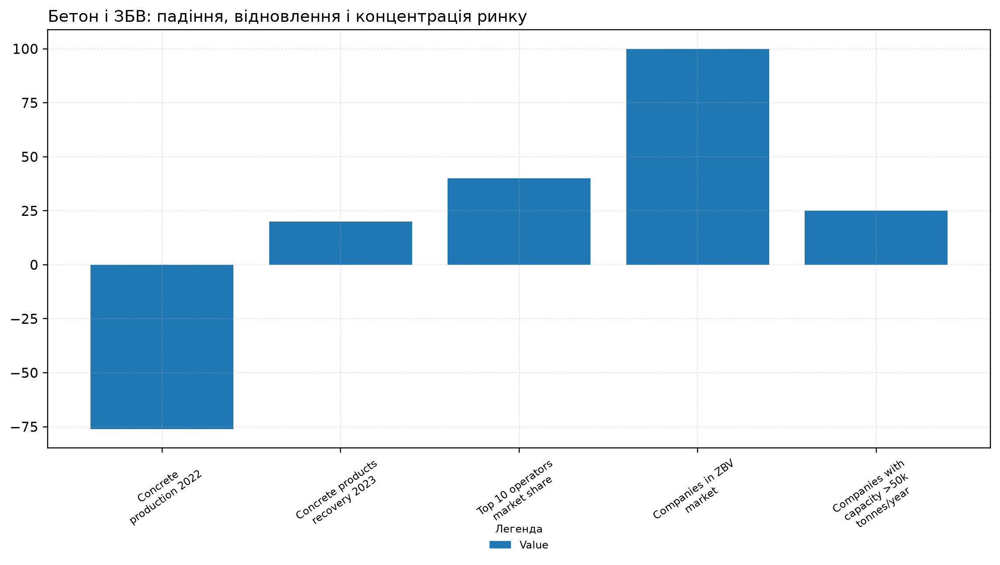 Бетон і ЗБВ: падіння, відновлення і концентрація ринку
100
75
50
25
0
−25
−50
−75
Concrete
production 2022
Concrete products
recovery 2023
Top 10 operators
market share
Companies in ZBV
market
Companies with
capacity >50k
tonnes/year
Легенда
Value